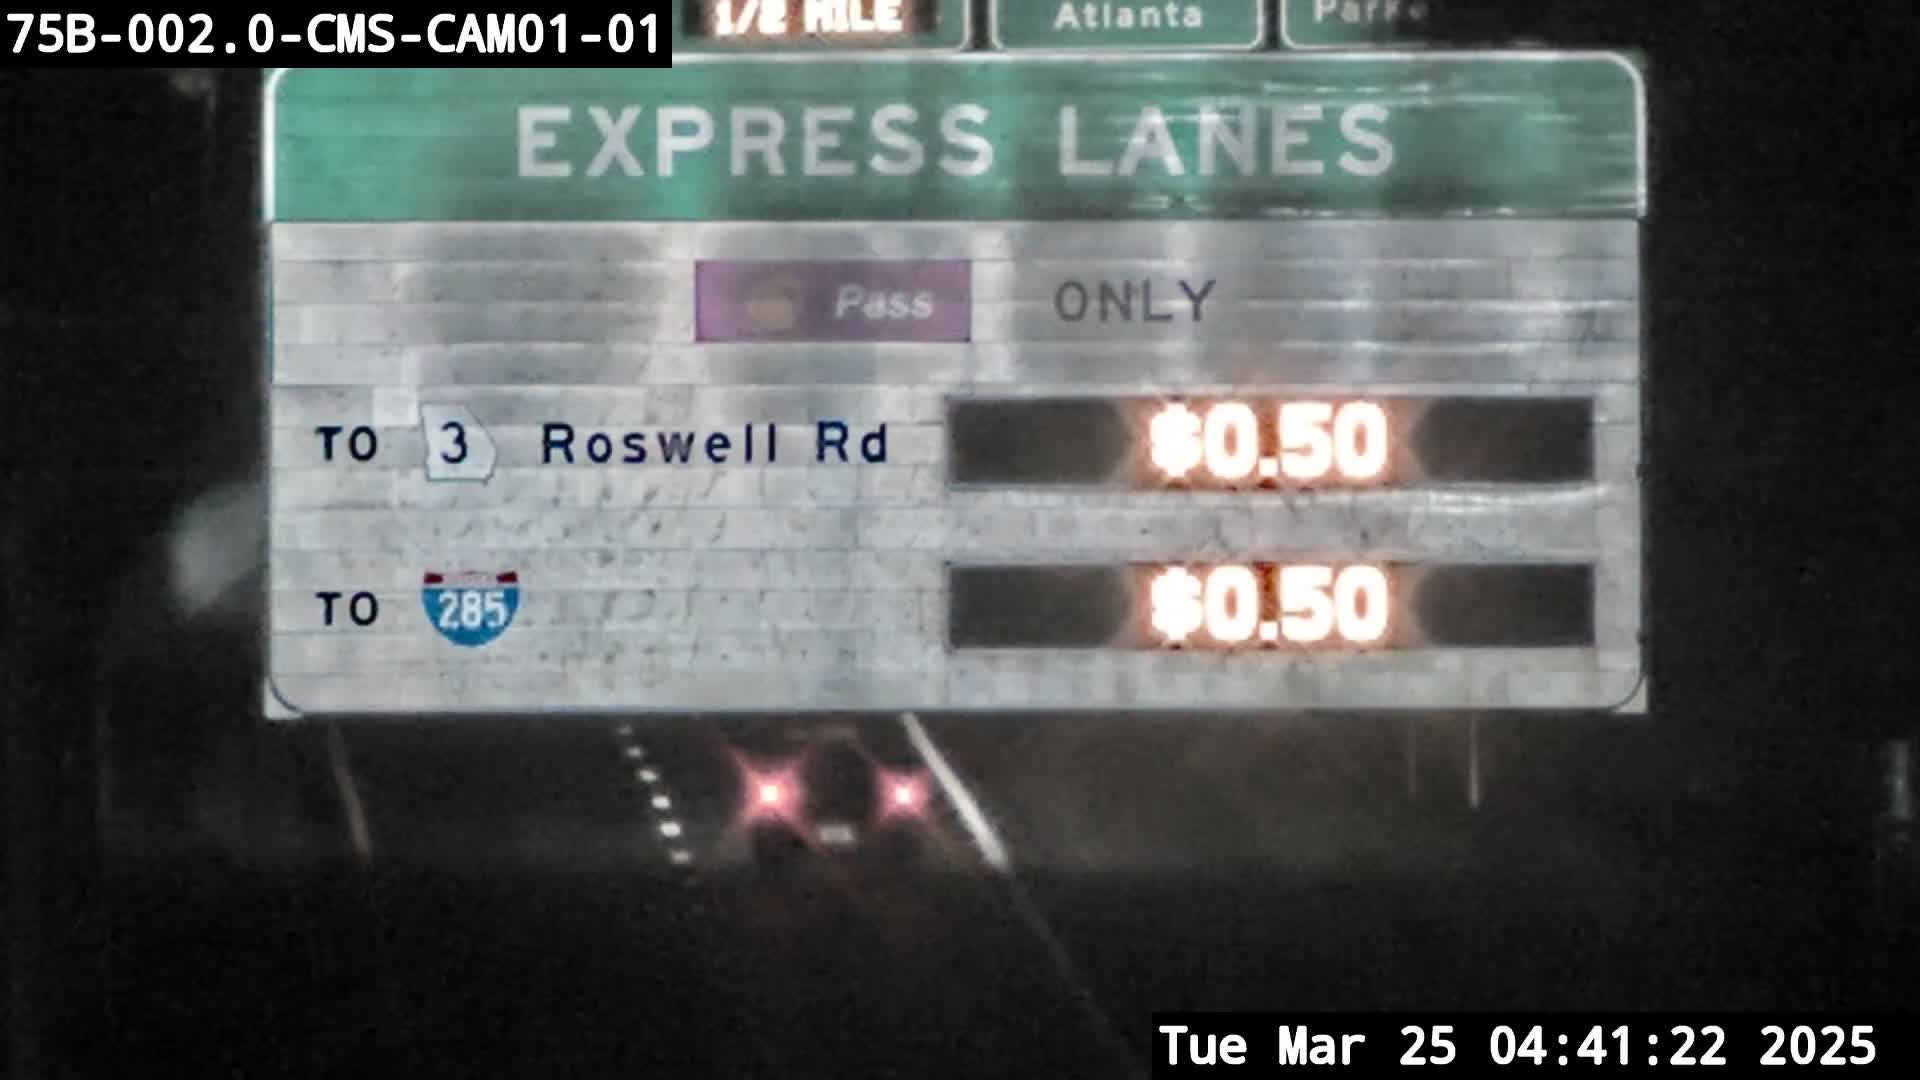 75B-002.0-CMS-CAM01-01
1/2 MILE
Atlanta
EXPRESS LANES
Pass ONLY
TO 3 Roswell Rd $0.50
TO 285 $0.50
Tue Mar 25 04:41:22 2025